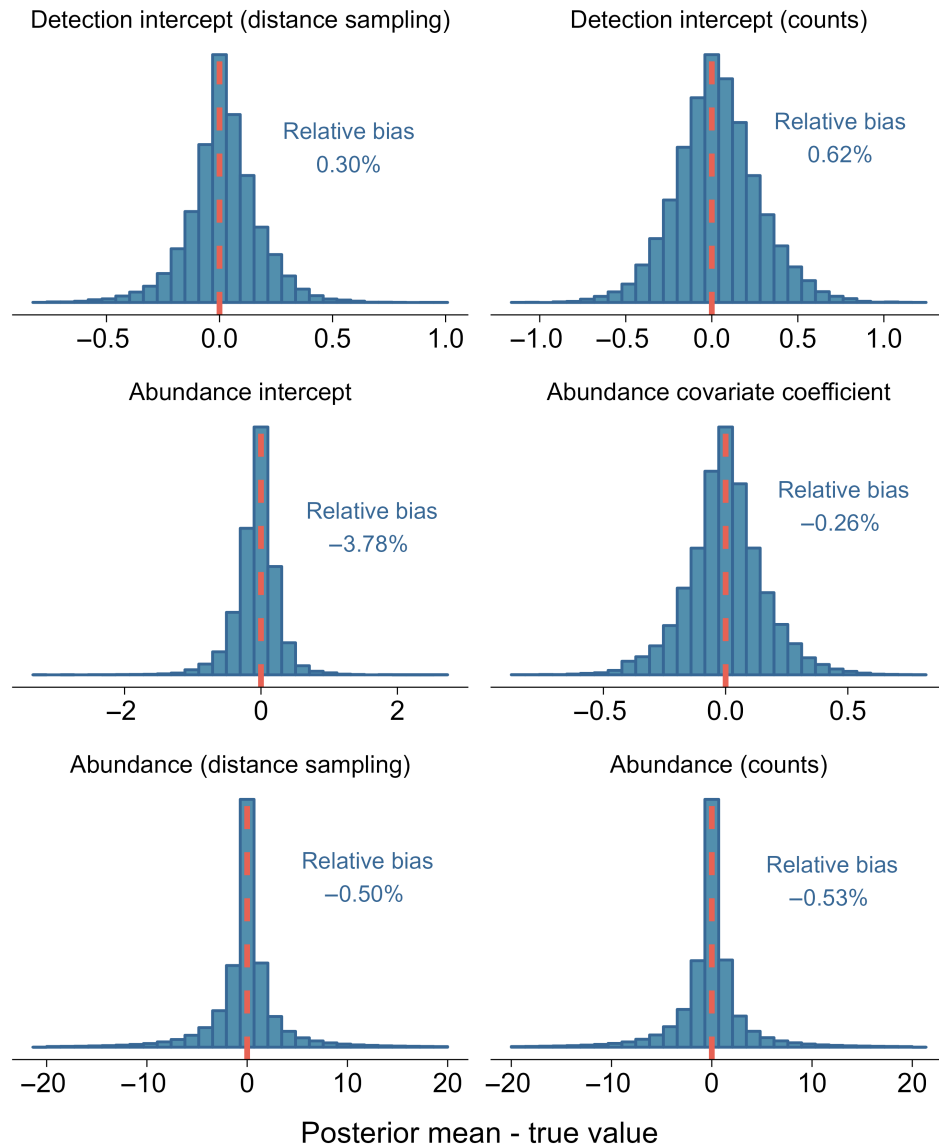 Detection intercept (distance sampling)
Relative bias
0.30%
−0.5 0.0 0.5 1.0
Detection intercept (counts)
Relative bias
0.62%
−1.0 −0.5 0.0 0.5 1.0
Abundance intercept
Relative bias
−3.78%
−2 0 2
Abundance covariate coefficient
Relative bias
−0.26%
−0.5 0.0 0.5
Abundance (distance sampling)
Relative bias
−0.50%
−20 −10 0 10 20
Abundance (counts)
Relative bias
−0.53%
−20 −10 0 10 20
Posterior mean - true value